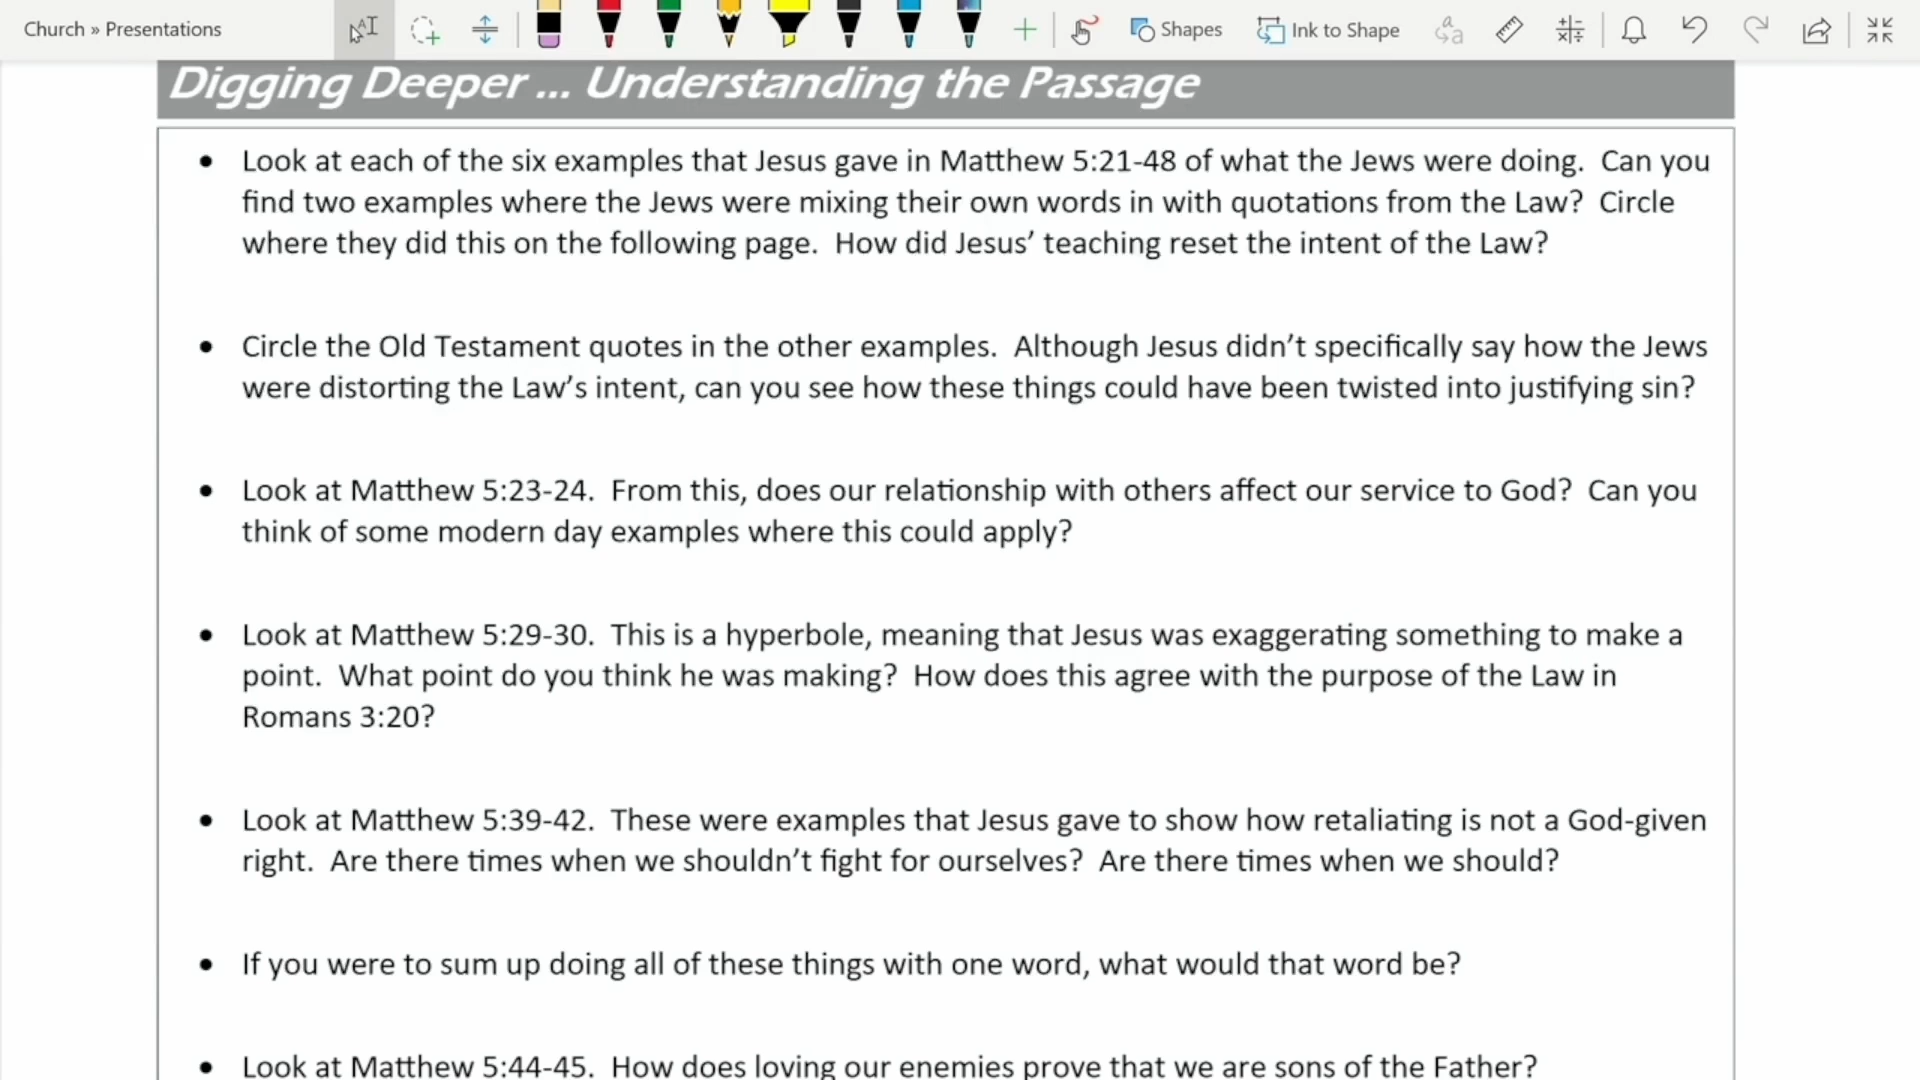 Church » Presentations
Shapes
Ink to Shape
Digging Deeper ... Understanding the Passage
• Look at each of the six examples that Jesus gave in Matthew 5:21-48 of what the Jews were doing.  Can you
find two examples where the Jews were mixing their own words in with quotations from the Law?  Circle
where they did this on the following page.  How did Jesus’ teaching reset the intent of the Law?
• Circle the Old Testament quotes in the other examples.  Although Jesus didn’t specifically say how the Jews
were distorting the Law’s intent, can you see how these things could have been twisted into justifying sin?
• Look at Matthew 5:23-24.  From this, does our relationship with others affect our service to God?  Can you
think of some modern day examples where this could apply?
• Look at Matthew 5:29-30.  This is a hyperbole, meaning that Jesus was exaggerating something to make a
point.  What point do you think he was making?  How does this agree with the purpose of the Law in
Romans 3:20?
• Look at Matthew 5:39-42.  These were examples that Jesus gave to show how retaliating is not a God-given
right.  Are there times when we shouldn’t fight for ourselves?  Are there times when we should?
• If you were to sum up doing all of these things with one word, what would that word be?
• Look at Matthew 5:44-45.  How does loving our enemies prove that we are sons of the Father?